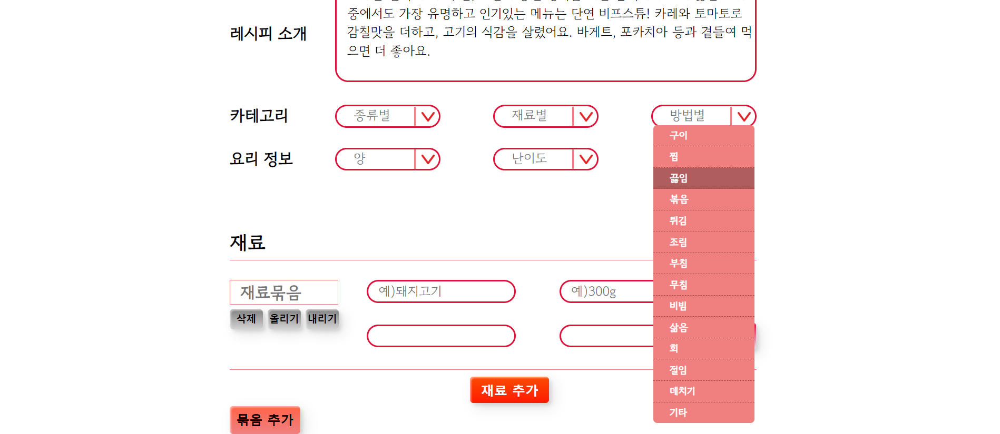 중에서도 가장 유명하고 인기있는 메뉴는 단연 비프스튜! 카레와 토마토로
레시피 소개
감칠맛을 더하고, 고기의 식감을 살렸어요. 바게트, 포카치아 등과 곁들여 먹
으면 더 좋아요.
카테고리
종류별
재료별
방법별
요리 정보
양
난이도
구이
찜
끓임
볶음
튀김
조림
부침
무침
비빔
삶음
회
절임
데치기
기타
재료
재료묶음
예)돼지고기
예)300g
삭제
올리기
내리기
재료 추가
묶음 추가